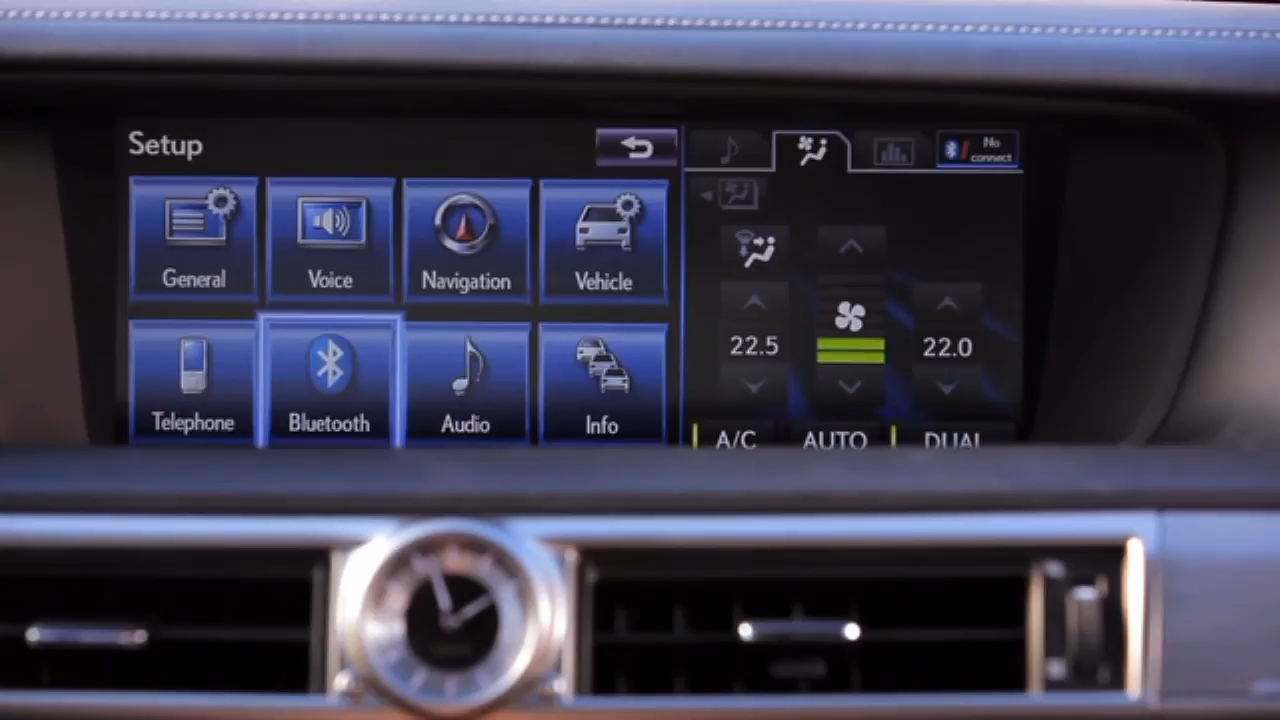 Setup
No
connect
General
Voice
Navigation
Vehicle
22.5
22.0
Telephone
Bluetooth
Audio
Info
A/C
AUTO
DUAL